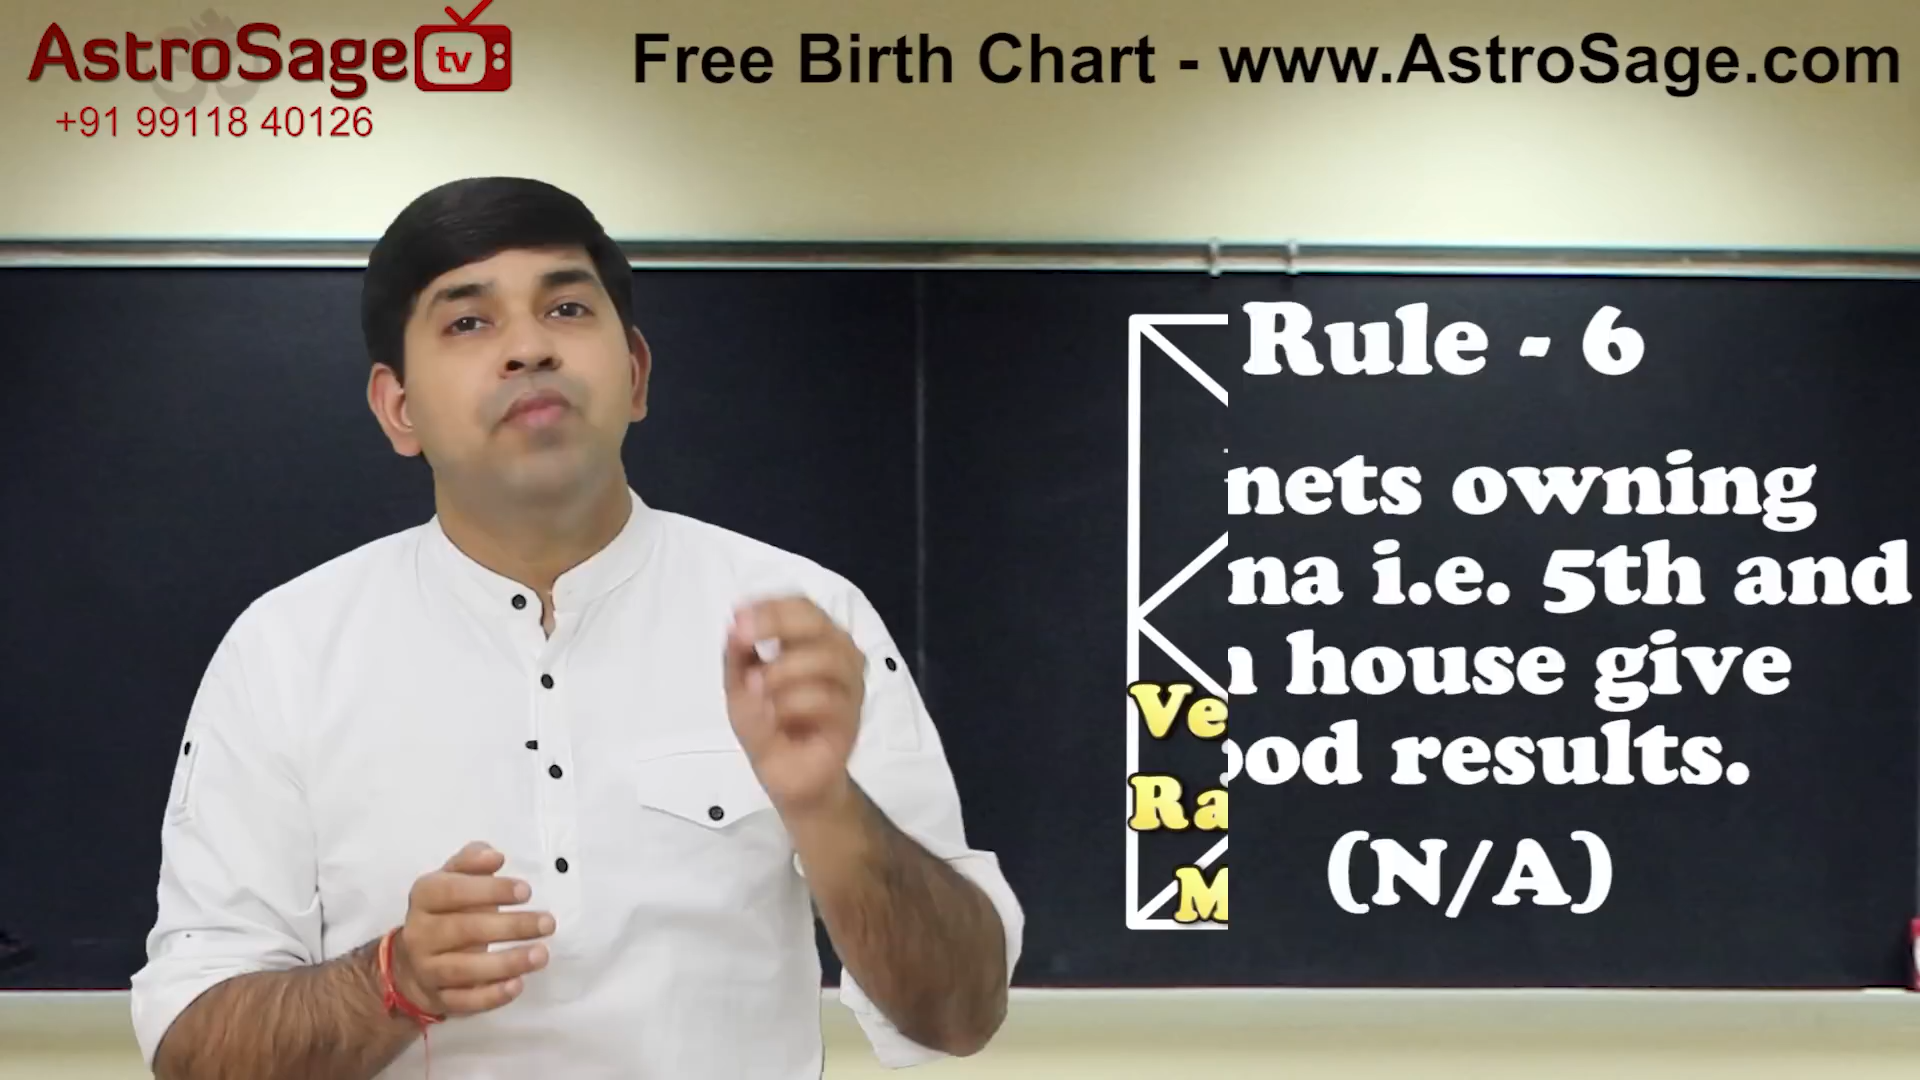 AstroSage tv
+91 99118 40126
Free Birth Chart - www.AstroSage.com
Rule - 6
nets owning
na i.e. 5th and
house give
ood results.
(N/A)
Ve
Ra
M